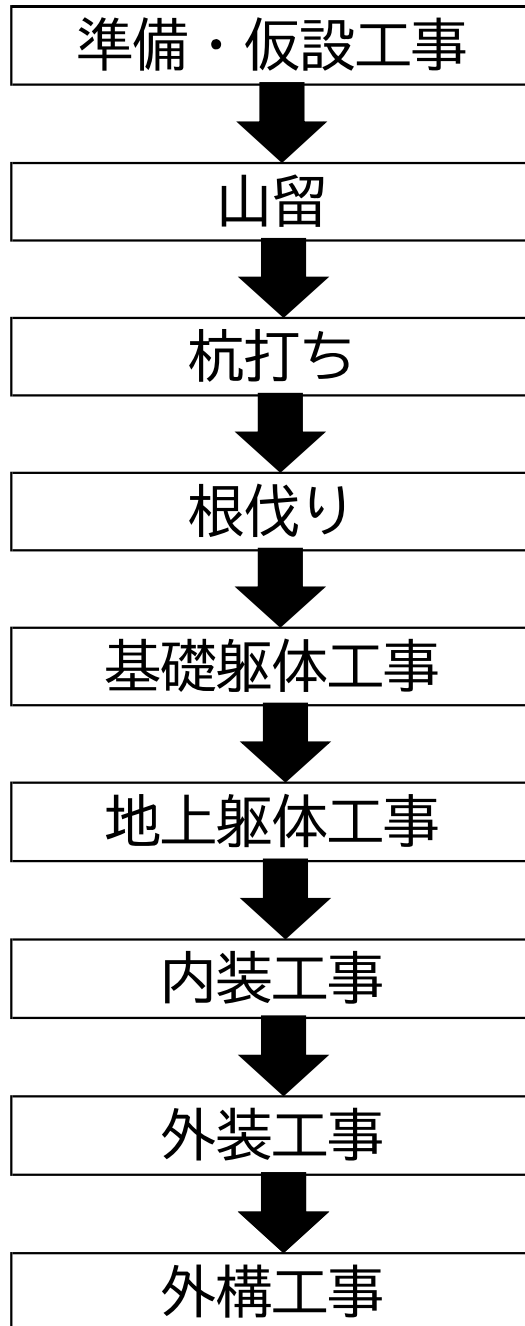 準備・仮設工事
山留
杭打ち
根伐り
基礎躯体工事
地上躯体工事
内装工事
外装工事
外構工事